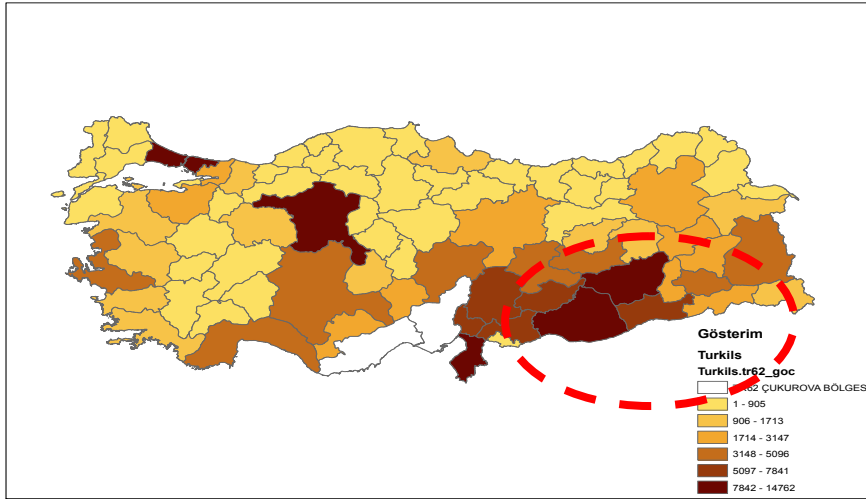 Gösterim
Turkils
Turkils.tr62_goc
ÇUKUROVA BÖLGES
1 - 905
906 - 1713
1714 - 3147
3148 - 5096
5097 - 7841
7842 - 14762